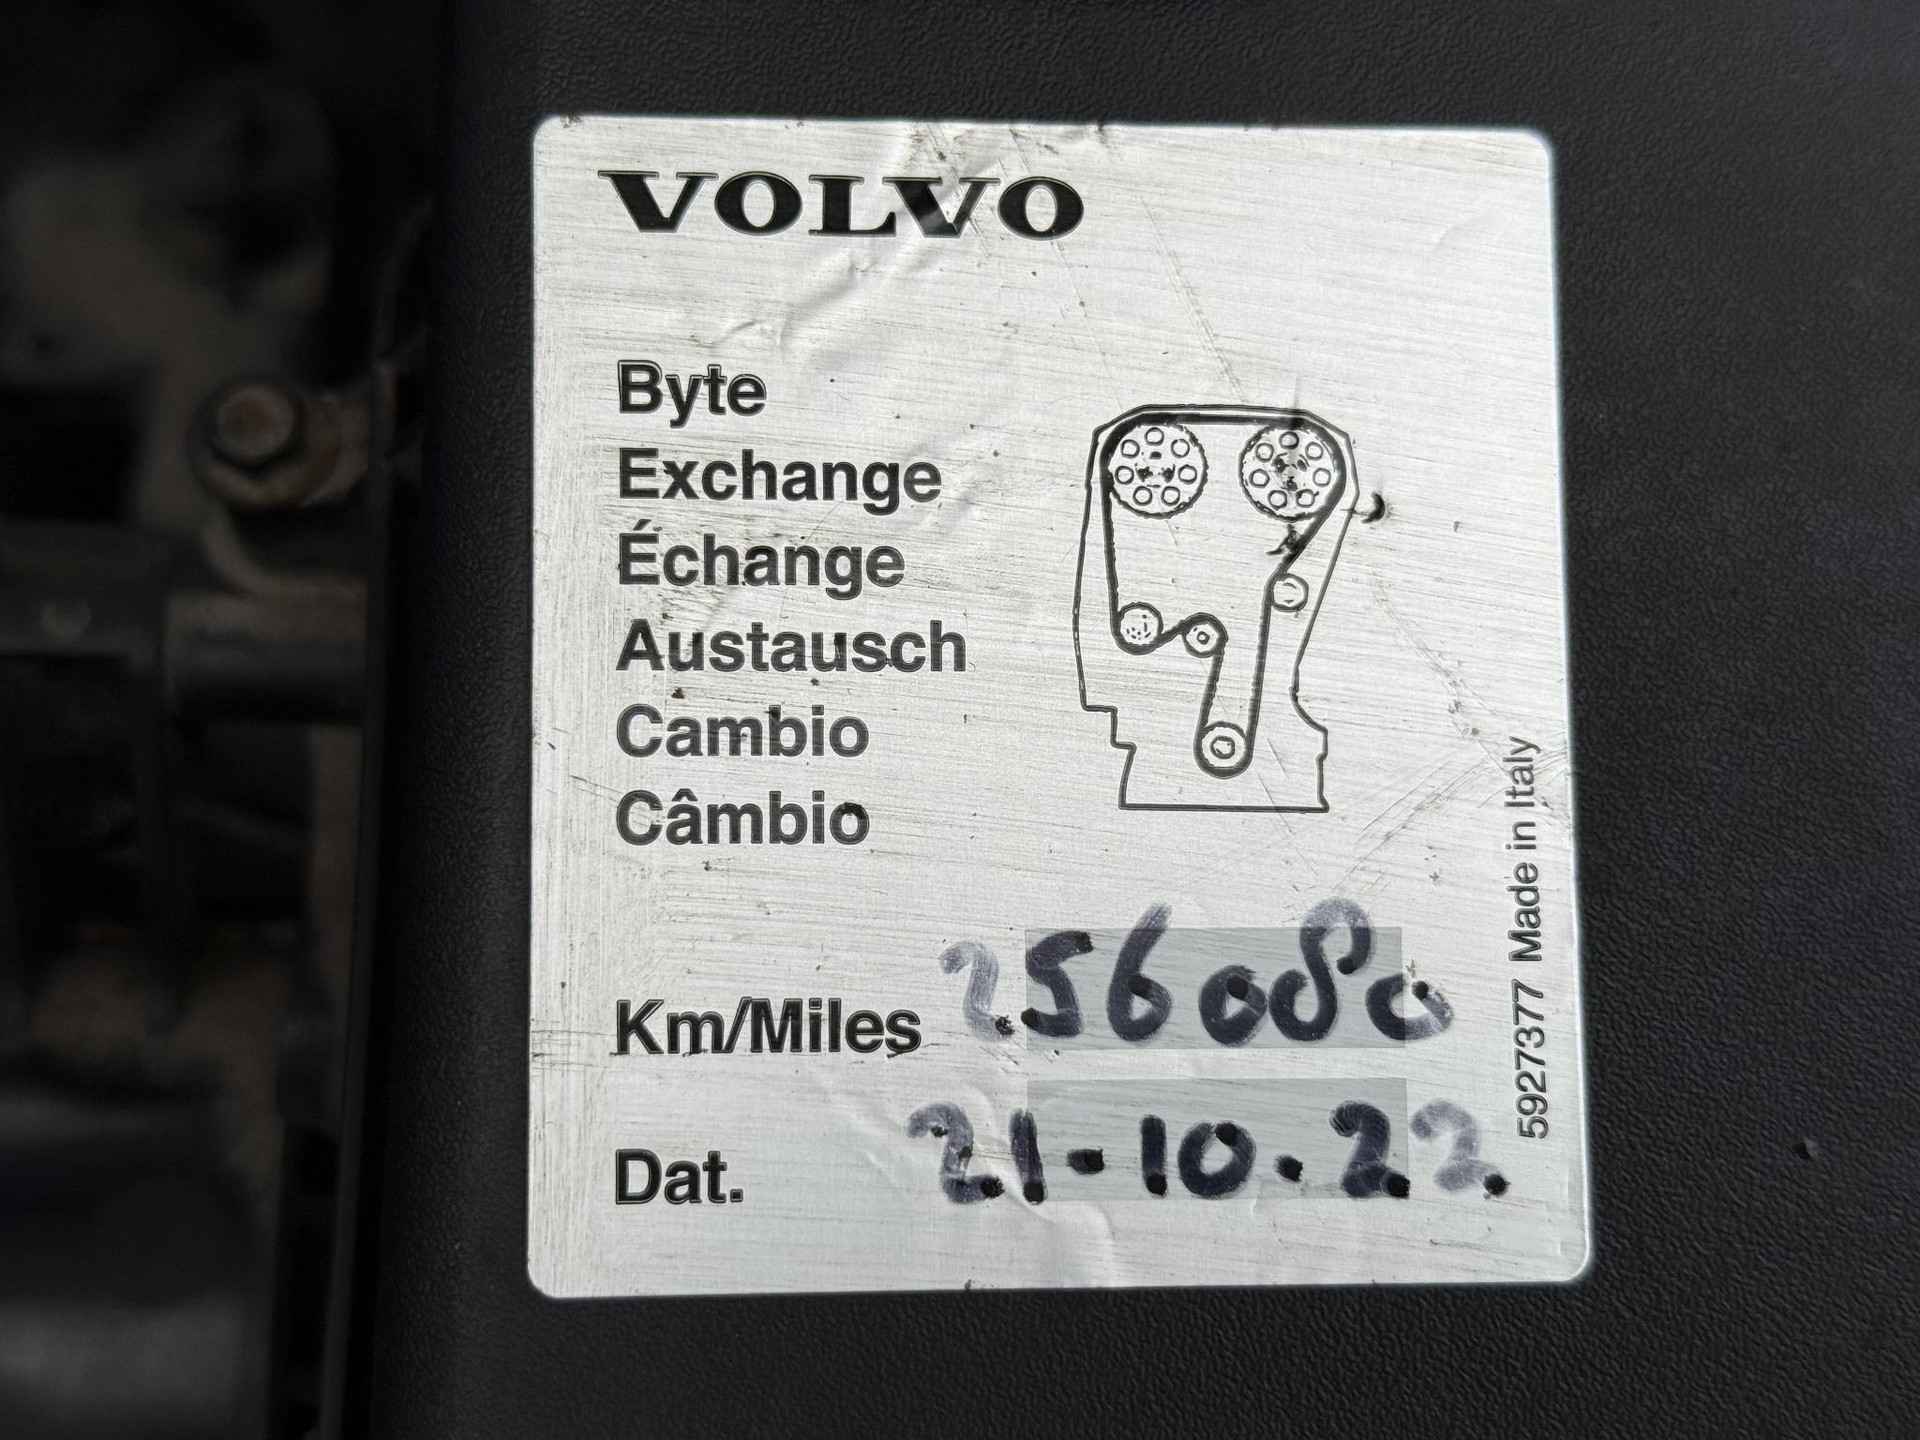 VOLVO
Byte
Exchange
Échange
Austausch
Cambio
Câmbio
Km/Miles 256080
Dat. 21-10.22.
5927377 Made in Italy